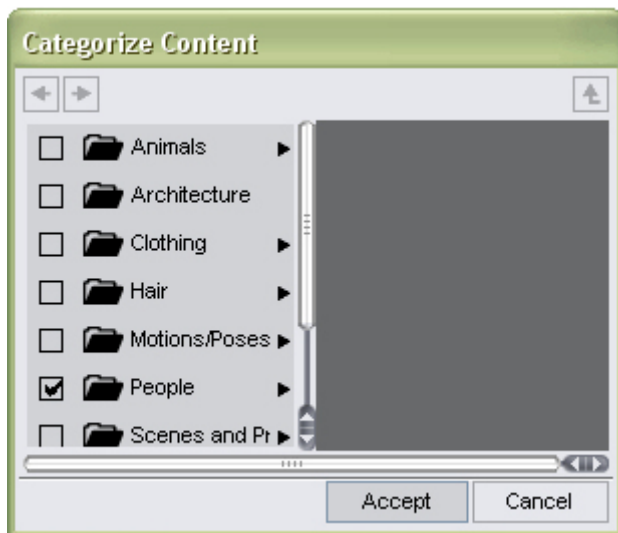 Categorize Content
Animals
Architecture
Clothing
Hair
Motions/Poses
People
Scenes and Pr
Accept
Cancel